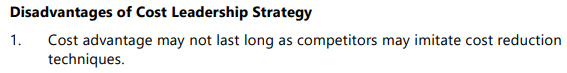 Disadvantages of Cost Leadership Strategy
1. Cost advantage may not last long as competitors may imitate cost reduction
techniques.